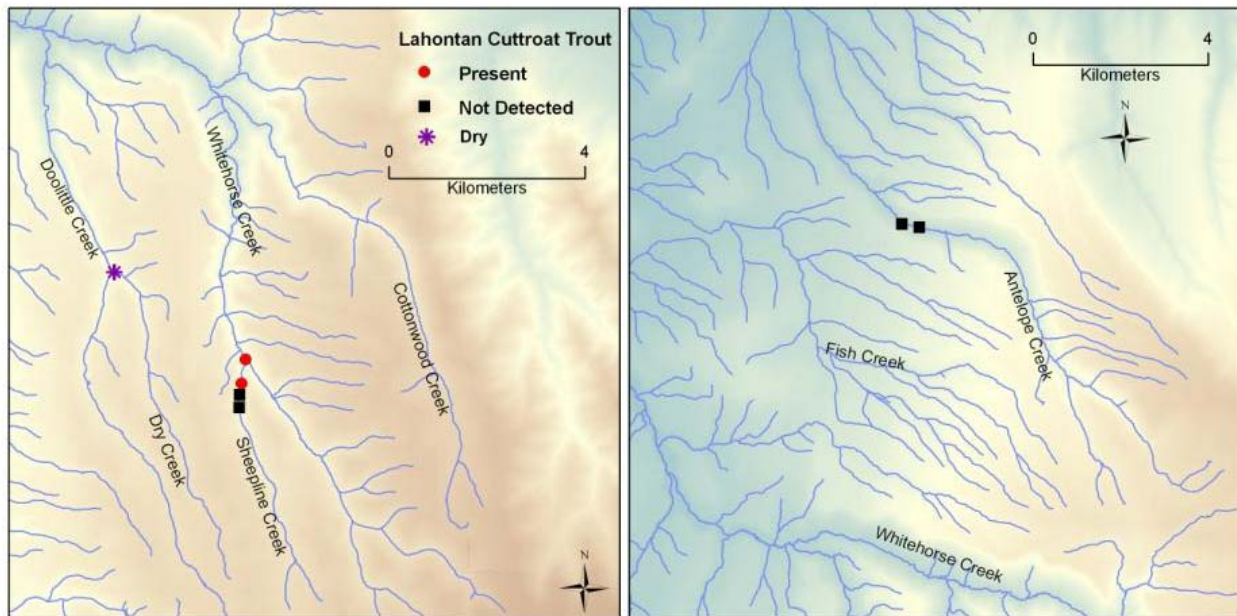 Lahontan Cuttroat Trout
Present
Not Detected
Dry
0 4
Kilometers
Whitehorse Creek
Doolittle Creek
Cottonwood Creek
Dry Creek
Sheepline Creek
N
0 4
Kilometers
N
Antelope Creek
Fish Creek
Whitehorse Creek